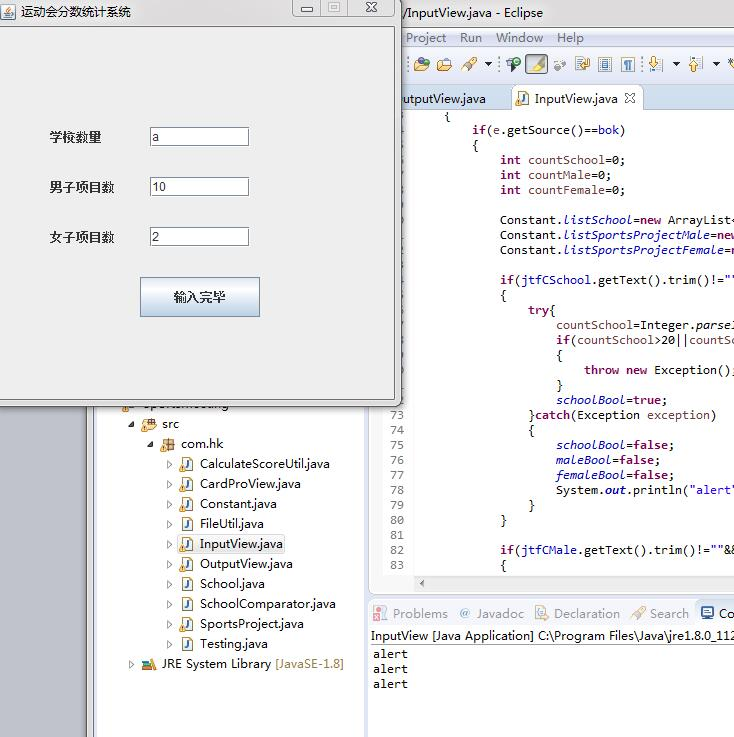 运动会分数统计系统
/InputView.java - Eclipse
Project Run Window Help
utputView.java
InputView.java
学校数量
a
男子项目数
10
女子项目数
2
输入完毕
{
if(e.getSource()==bok)
{
int countSchool=0;
int countMale=0;
int countFemale=0;
Constant.listSchool=new ArrayList<
Constant.listSportsProjectMale=new
Constant.listSportsProjectFemale=n
if(jtfCSchool.getText().trim()!=""
{
try{
countSchool=Integer.parseI
if(countSchool>20||countSc
{
throw new Exception();
}
schoolBool=true;
73 }catch(Exception exception)
74 {
75 schoolBool=false;
76 maleBool=false;
77 femaleBool=false;
78 System.out.println("alert"
79 }
80 }
81
82 if(jtfCMale.getText().trim()!=""&&
83 {
src
com.hk
CalculateScoreUtil.java
CardProView.java
Constant.java
FileUtil.java
InputView.java
OutputView.java
School.java
SchoolComparator.java
SportsProject.java
Testing.java
JRE System Library [JavaSE-1.8]
Problems @ Javadoc Declaration Search Co
InputView [Java Application] C:\Program Files\Java\jre1.8.0_112
alert
alert
alert